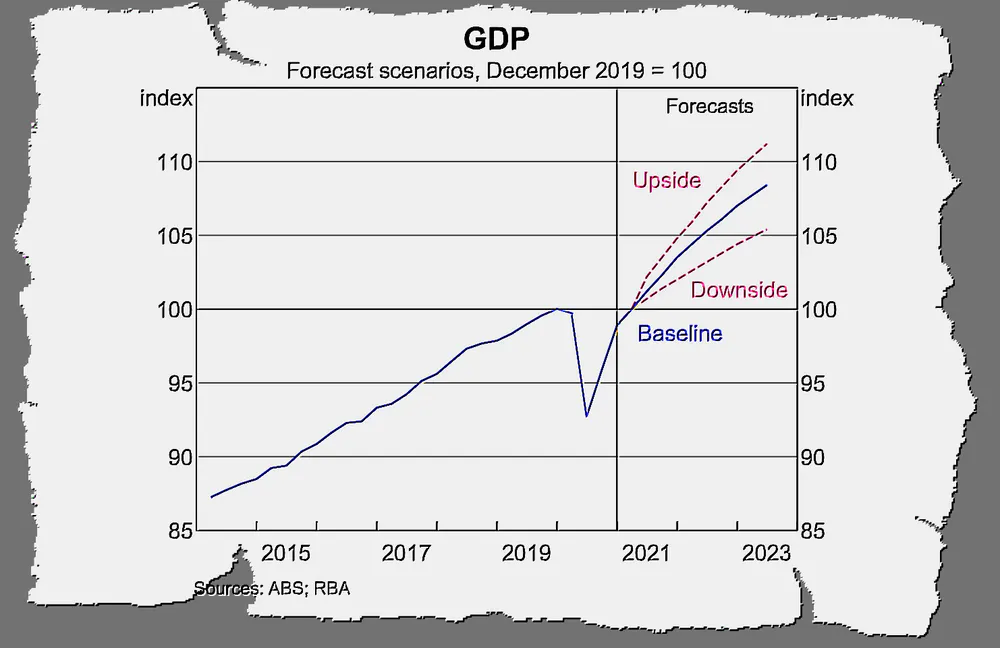 GDP
Forecast scenarios, December 2019 = 100
index
index
Forecasts
110
110
Upside
105
105
Downside
100
100
Baseline
95
95
90
90
85
85
2015
2017
2019
2021
2023
Sources: ABS; RBA